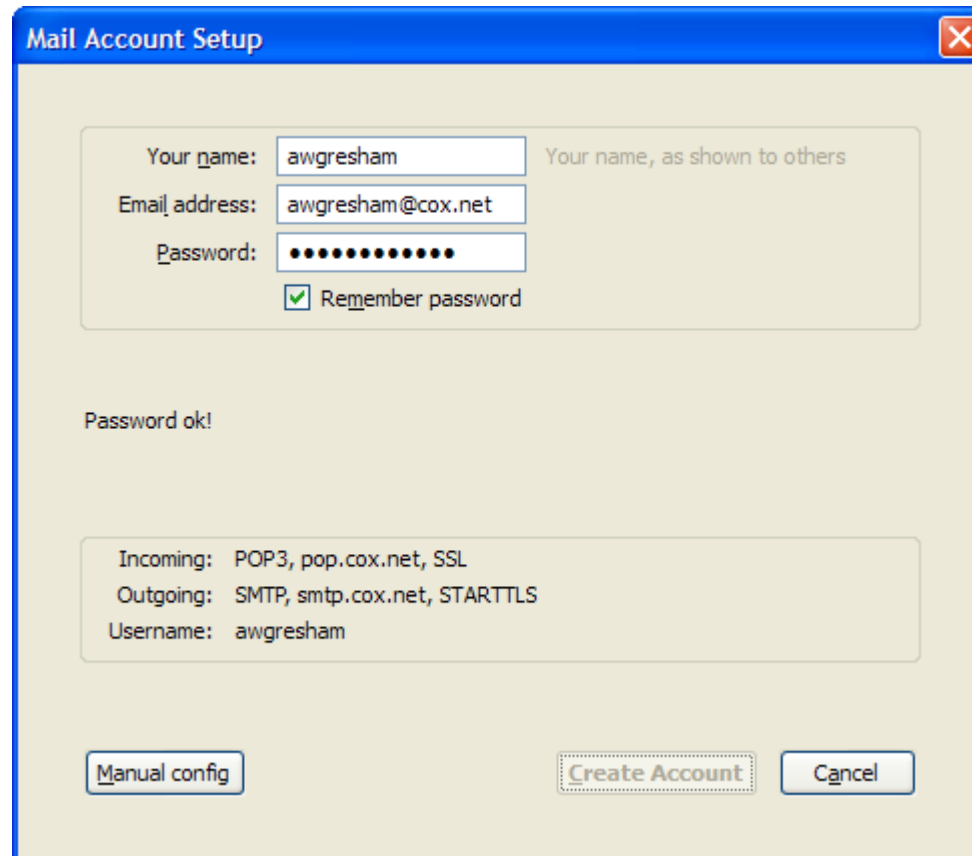 Mail Account Setup
Your name: awgresham Your name, as shown to others
Email address: awgresham@cox.net
Password: ●●●●●●●●●●●●
Remember password
Password ok!
Incoming: POP3, pop.cox.net, SSL
Outgoing: SMTP, smtp.cox.net, STARTTLS
Username: awgresham
Manual config Create Account Cancel